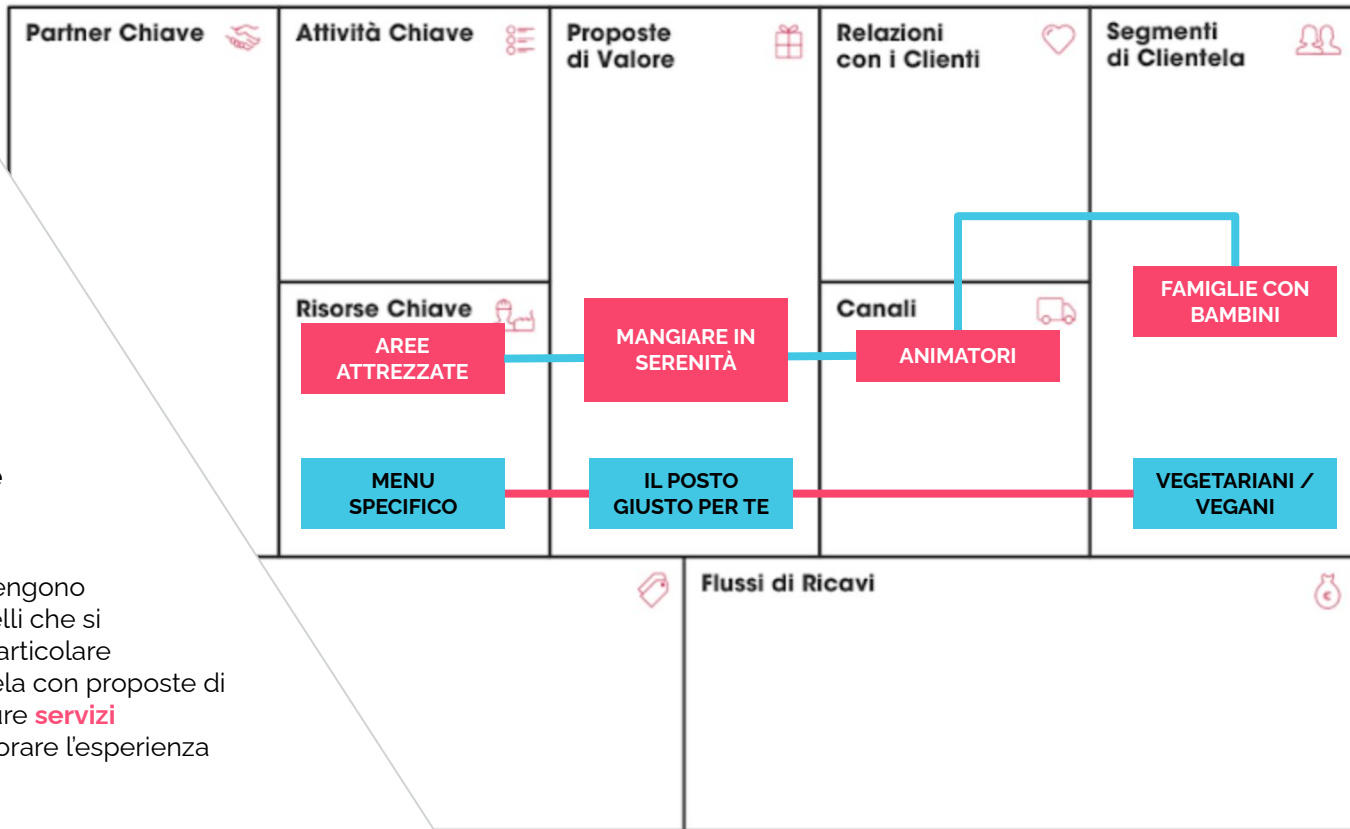 Partner Chiave
Attività Chiave
Proposte
di Valore
Relazioni
con i Clienti
Segmenti
di Clientela
Risorse Chiave
Canali
AREE
ATTREZZATE
MANGIARE IN
SERENITÀ
ANIMATORI
FAMIGLIE CON
BAMBINI
MENU
SPECIFICO
IL POSTO
GIUSTO PER TE
VEGETARIANI /
VEGANI
Flussi di Ricavi
€
engono
elli che si
articolare
ela con proposte di
ure servizi
orare l'esperienza